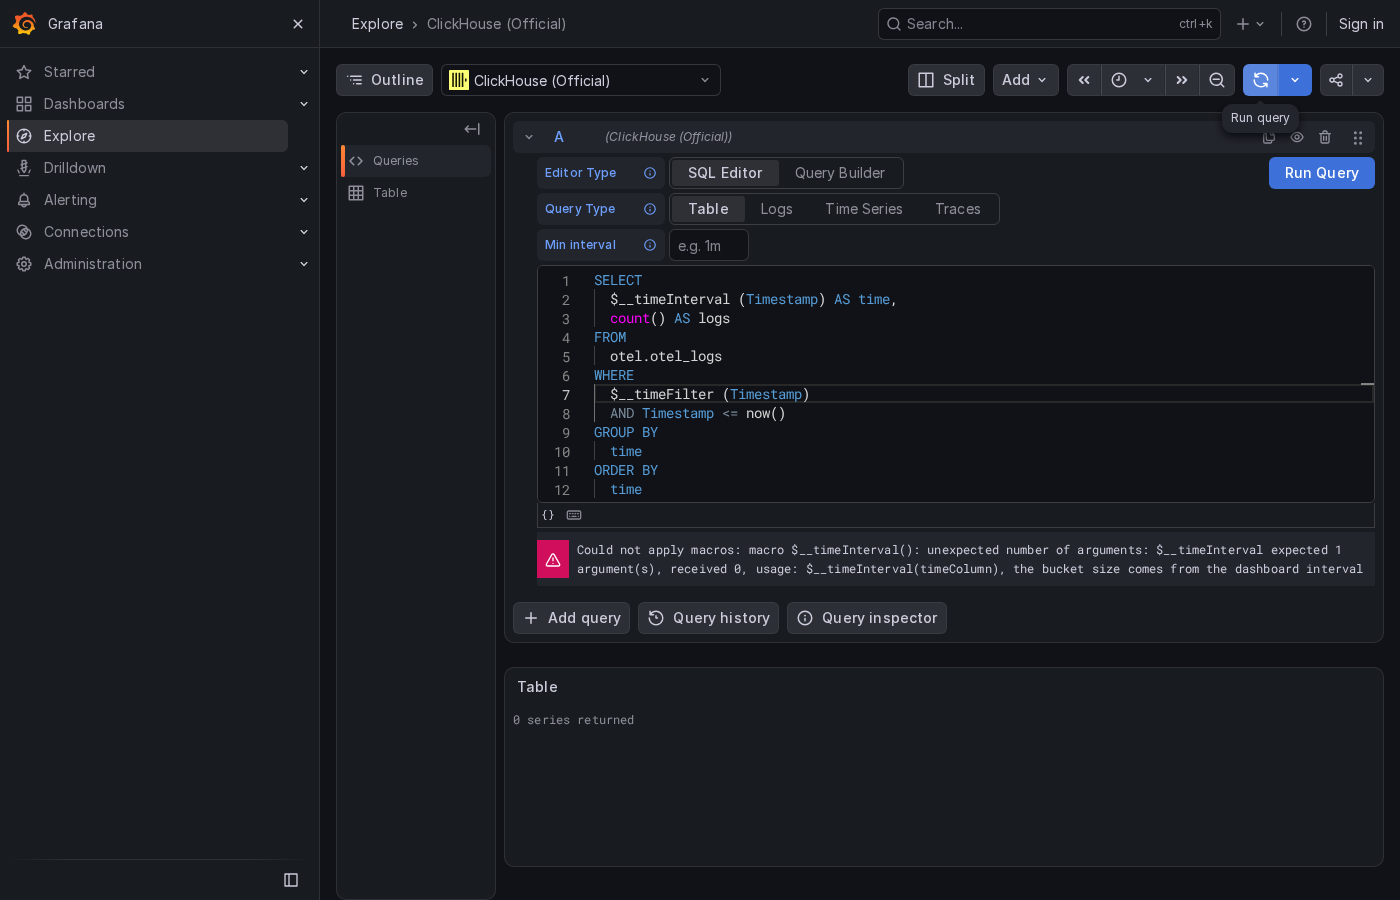 Grafana
Explore › ClickHouse (Official)
Search...
ctrl+k
Sign in
Starred
Dashboards
Explore
Drilldown
Alerting
Connections
Administration
Outline
ClickHouse (Official)
Split
Add
Run query
Queries
Table
A
(ClickHouse (Official))
Editor Type
SQL Editor
Query Builder
Run Query
Query Type
Table
Logs
Time Series
Traces
Min interval
e.g. 1m
1 SELECT
2 $__timeInterval (Timestamp) AS time,
3 count() AS logs
4 FROM
5 otel.otel_logs
6 WHERE
7 $__timeFilter (Timestamp)
8 AND Timestamp <= now()
9 GROUP BY
10 time
11 ORDER BY
12 time
{}
Could not apply macros: macro $__timeInterval(): unexpected number of arguments: $__timeInterval expected 1
argument(s), received 0, usage: $__timeInterval(timeColumn), the bucket size comes from the dashboard interval
Add query
Query history
Query inspector
Table
0 series returned